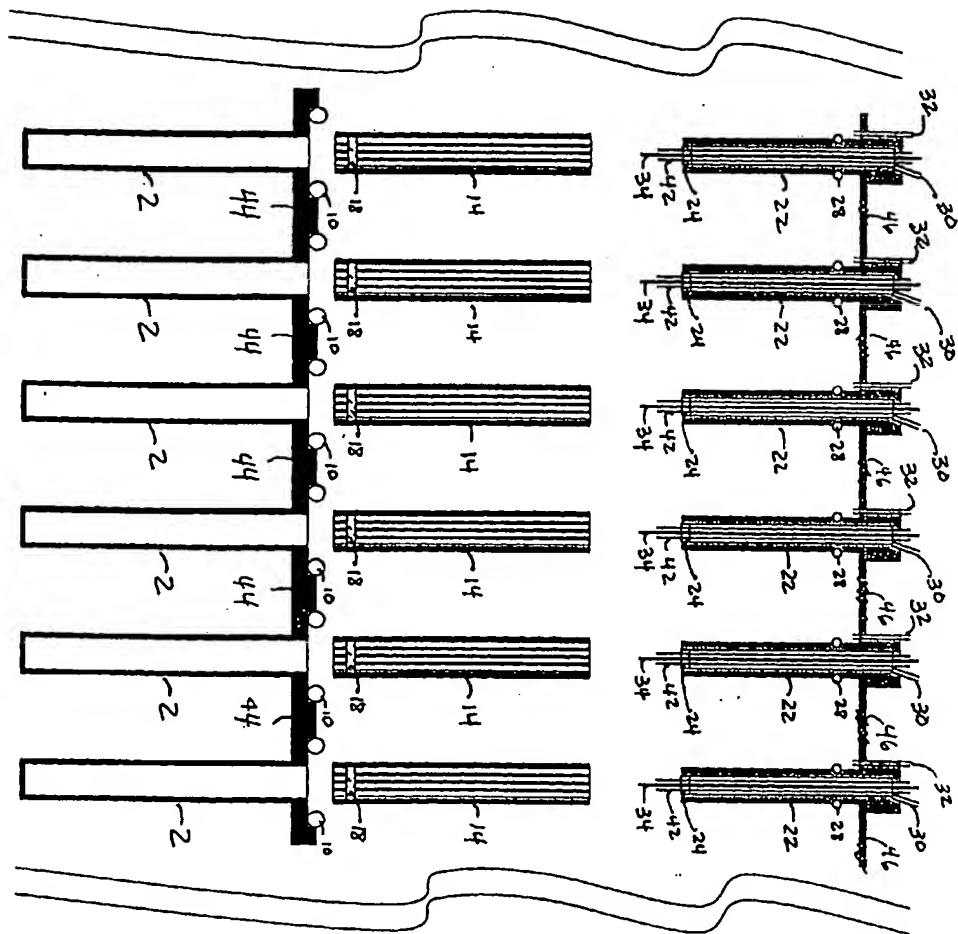 32 30 32 30 32 30 32 30 32 30 32 30
46 46 46 46 46 46
28 28 28 28 28 28
22 22 22 22 22 22
24 24 24 24 24 24
42 42 42 42 42 42
34 34 34 34 34 34
14 14 14 14 14 14
18 18 18 18 18 18
10 10 10 10 10 10
44 44 44 44 44
2 2 2 2 2 2